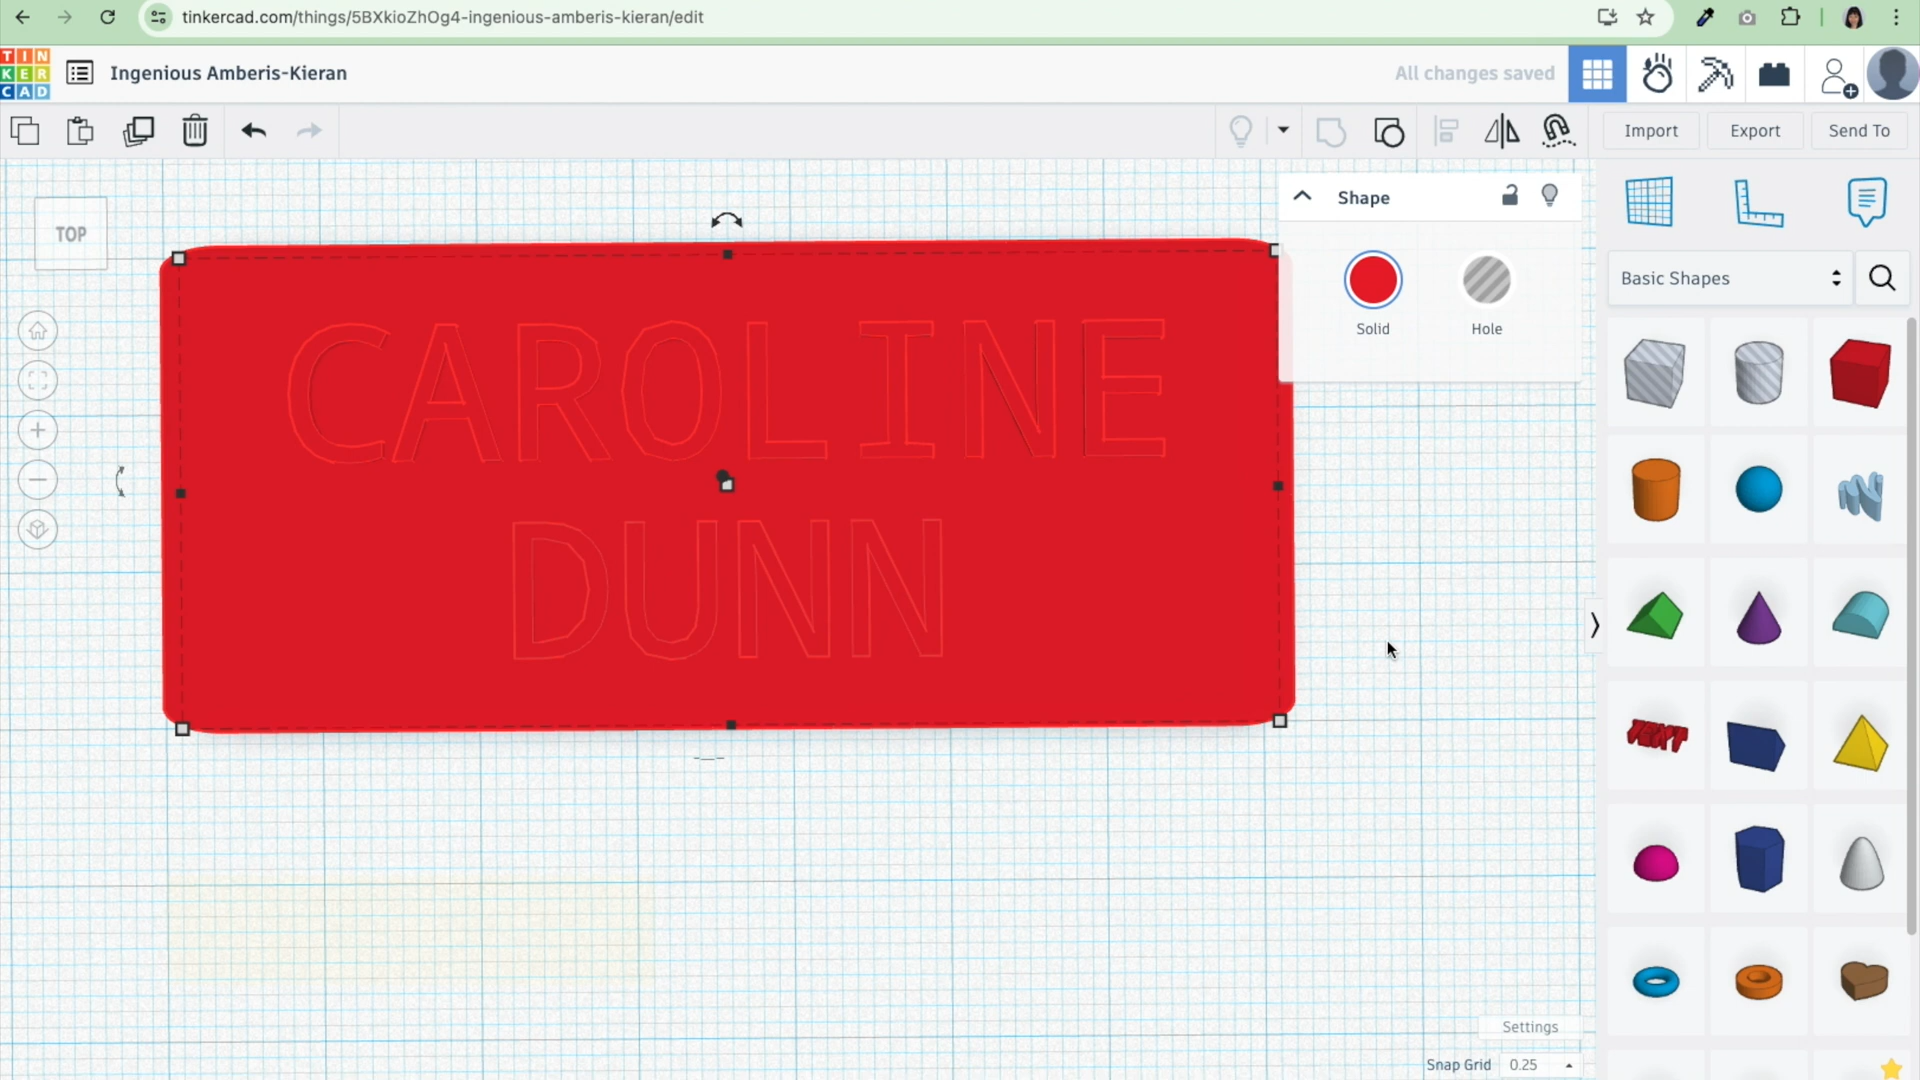 tinkercad.com/things/5BXkioZhOg4-ingenious-amberis-kieran/edit
TIN
KER
CAD
Ingenious Amberis-Kieran
All changes saved
Import
Export
Send To
TOP
Shape
Solid
Hole
Basic Shapes
CAROLINE
DUNN
TEXT
Settings
Snap Grid
0.25